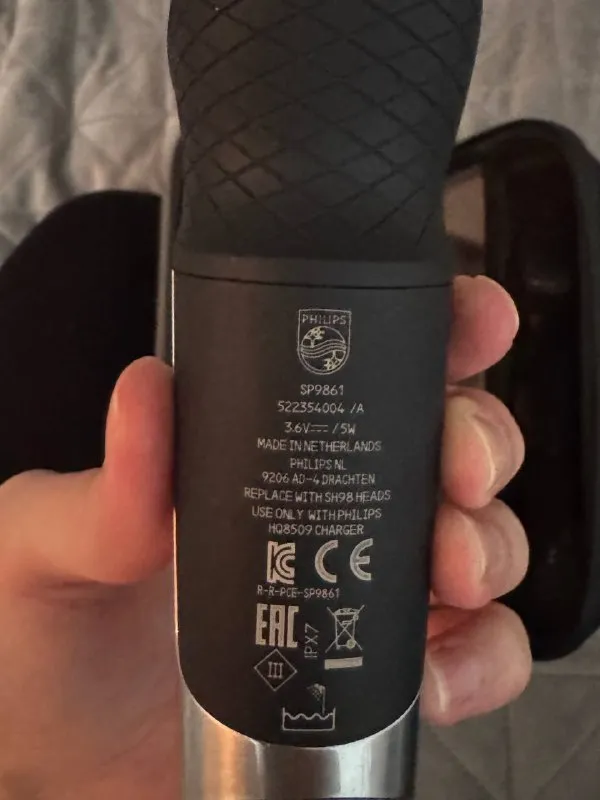 PHILIPS
SP9861
522354004 /A
3.6V⎓ /5W
MADE IN NETHERLANDS
PHILIPS NL
9206 AD-4 DRACHTEN
REPLACE WITH SH98 HEADS
USE ONLY WITH PHILIPS
HQ8509 CHARGER
KC CE
R-R-PCE-SP9861
EAC
IPX7
III